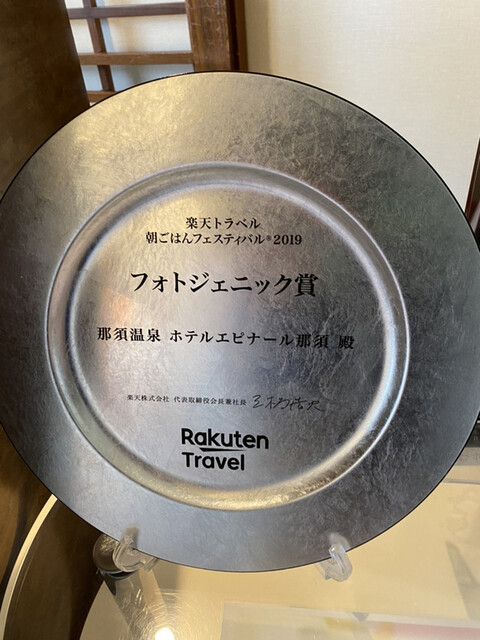 楽天トラベル
朝ごはんフェスティバル®2019
フォトジェニック賞
那須温泉 ホテルエピナール那須 殿
楽天株式会社 代表取締役会長兼社長
Rakuten
Travel